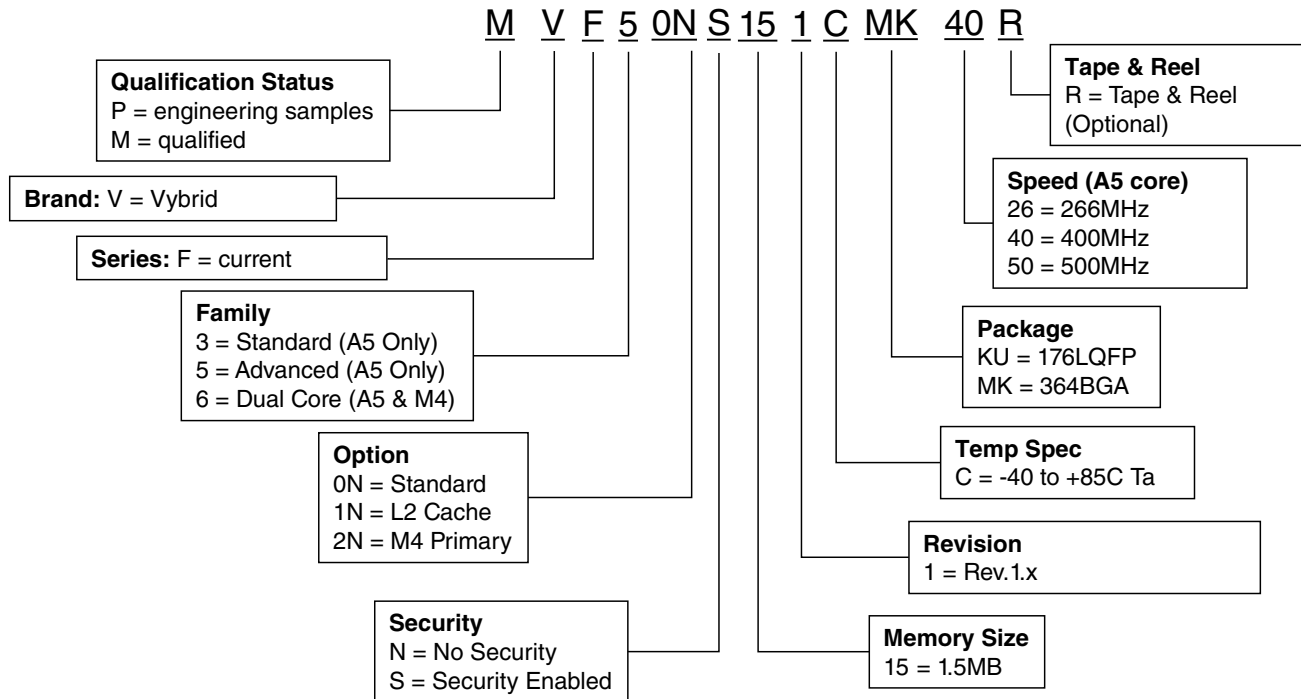 M V F 5 0N S 15 1 C MK 40 R
Qualification Status
P = engineering samples
M = qualified
Tape & Reel
R = Tape & Reel
(Optional)
Brand: V = Vybrid
Speed (A5 core)
26 = 266MHz
40 = 400MHz
50 = 500MHz
Series: F = current
Family
3 = Standard (A5 Only)
5 = Advanced (A5 Only)
6 = Dual Core (A5 & M4)
Package
KU = 176LQFP
MK = 364BGA
Option
0N = Standard
1N = L2 Cache
2N = M4 Primary
Temp Spec
C = -40 to +85C Ta
Revision
1 = Rev.1.x
Security
N = No Security
S = Security Enabled
Memory Size
15 = 1.5MB